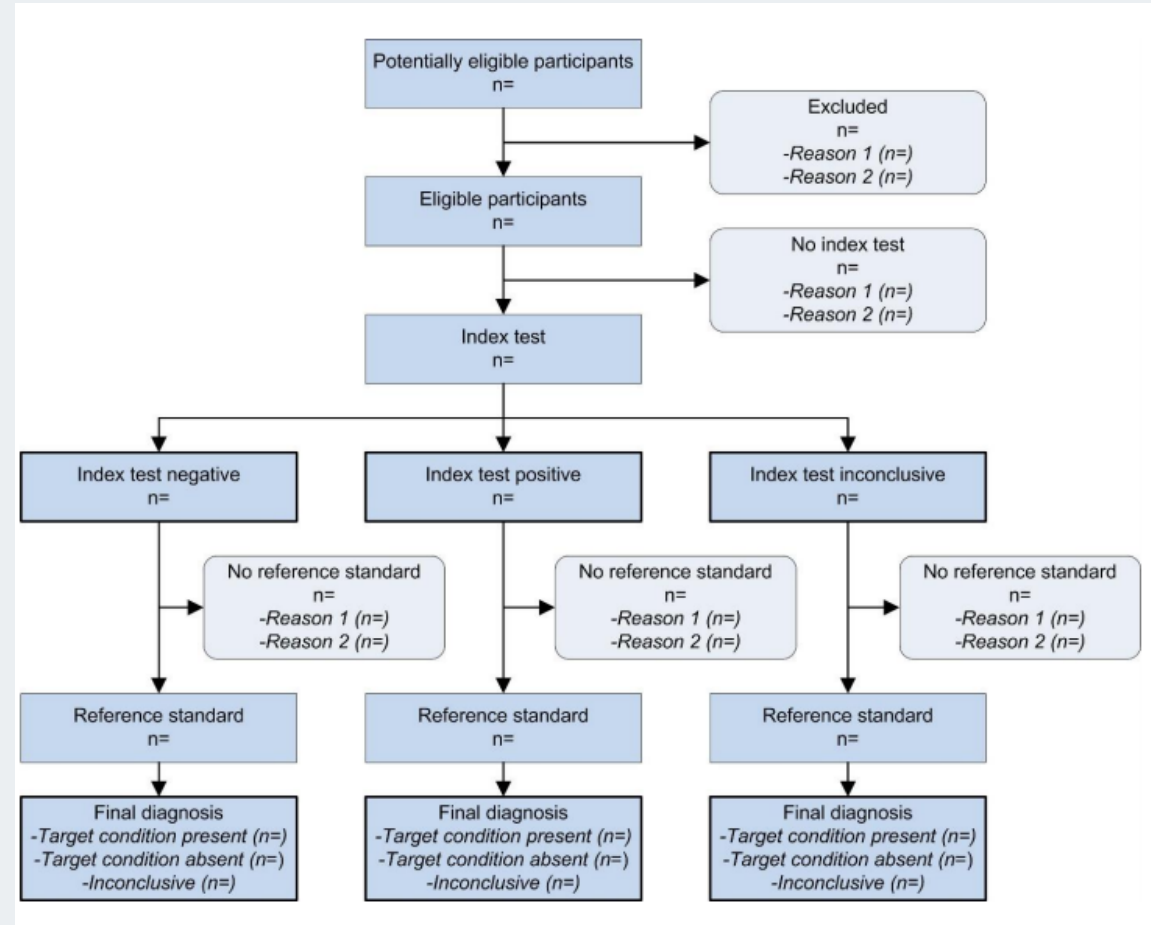 Potentially eligible participants
n=
Excluded
n=
-Reason 1 (n=)
-Reason 2 (n=)
Eligible participants
n=
No index test
n=
-Reason 1 (n=)
-Reason 2 (n=)
Index test
n=
Index test negative
n=
Index test positive
n=
Index test inconclusive
n=
No reference standard
n=
-Reason 1 (n=)
-Reason 2 (n=)
No reference standard
n=
-Reason 1 (n=)
-Reason 2 (n=)
No reference standard
n=
-Reason 1 (n=)
-Reason 2 (n=)
Reference standard
n=
Reference standard
n=
Reference standard
n=
Final diagnosis
-Target condition present (n=)
-Target condition absent (n=)
-Inconclusive (n=)
Final diagnosis
-Target condition present (n=)
-Target condition absent (n=)
-Inconclusive (n=)
Final diagnosis
-Target condition present (n=)
-Target condition absent (n=)
-Inconclusive (n=)